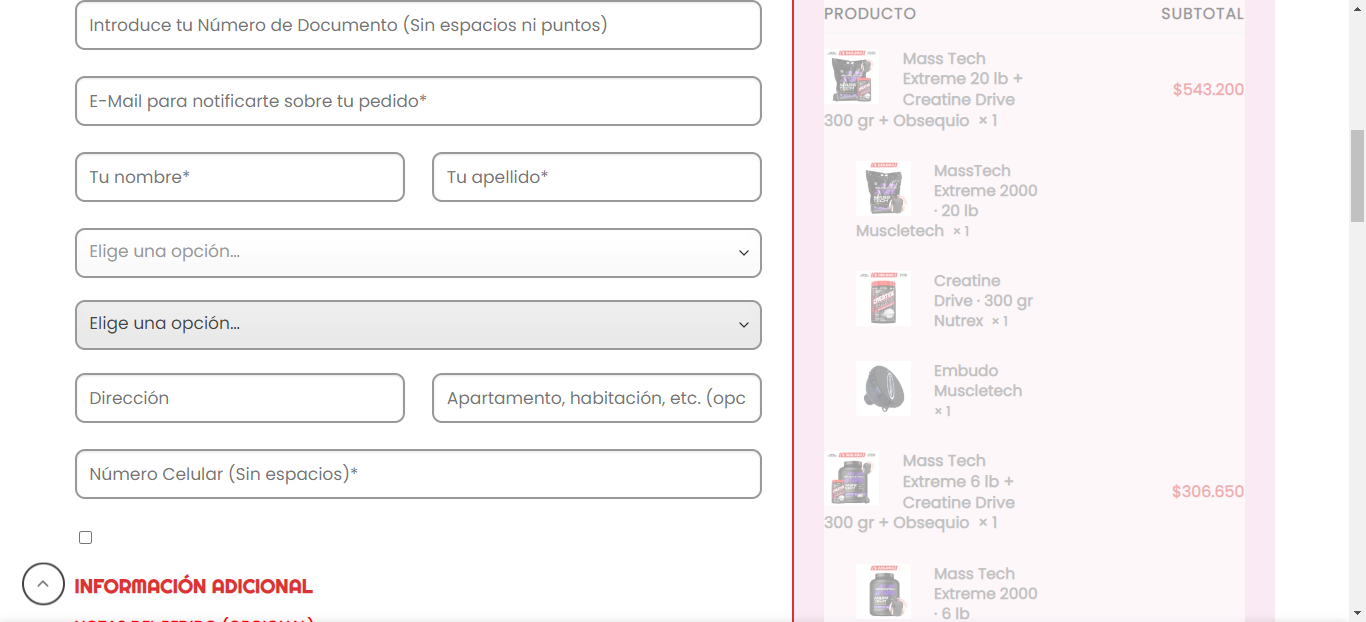 Introduce tu Número de Documento (Sin espacios ni puntos)
E-Mail para notificarte sobre tu pedido*
Tu nombre*
Tu apellido*
Elige una opción...
Elige una opción...
Dirección
Apartamento, habitación, etc. (opc
Número Celular (Sin espacios)*
INFORMACIÓN ADICIONAL
NOTAS DEL PEDIDO (OPCIONAL)
PRODUCTO
SUBTOTAL
Mass Tech
Extreme 20 lb +
Creatine Drive
300 gr + Obsequio × 1
$543.200
MassTech
Extreme 2000
· 20 lb
Muscletech × 1
Creatine
Drive · 300 gr
Nutrex × 1
Embudo
Muscletech
× 1
Mass Tech
Extreme 6 lb +
Creatine Drive
300 gr + Obsequio × 1
$306.650
Mass Tech
Extreme 2000
· 6 lb